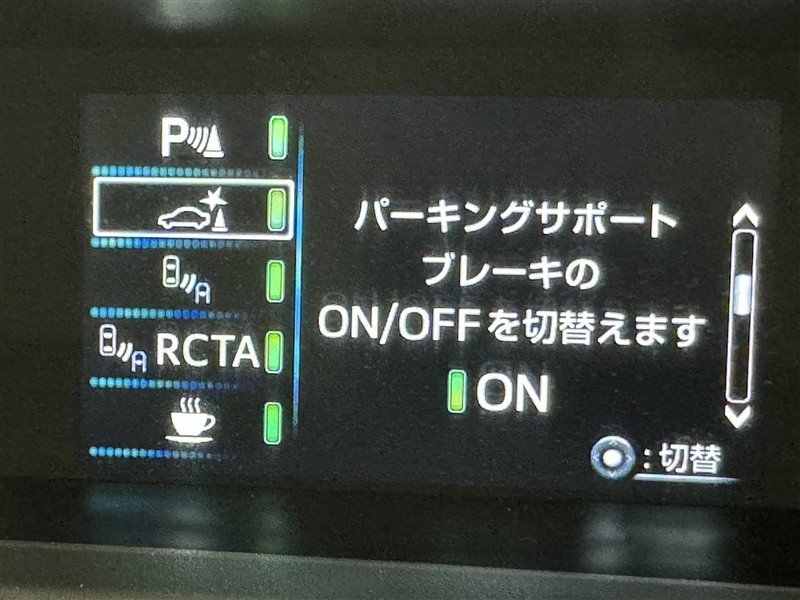 P
RCTA
パーキングサポート
ブレーキの
ON/OFFを切替えます
ON
:切替